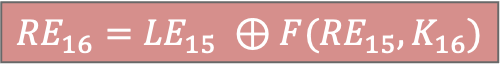 RE₁₆ = LE₁₅ ⊕ F(RE₁₅, K₁₆)